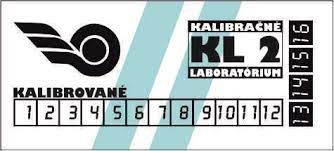 KALIBRAČNÉ
KL 2
LABORATÓRIUM
KALIBROVANÉ
1 2 3 4 5 6 7 8 9 10 11 12
13 14 15 16